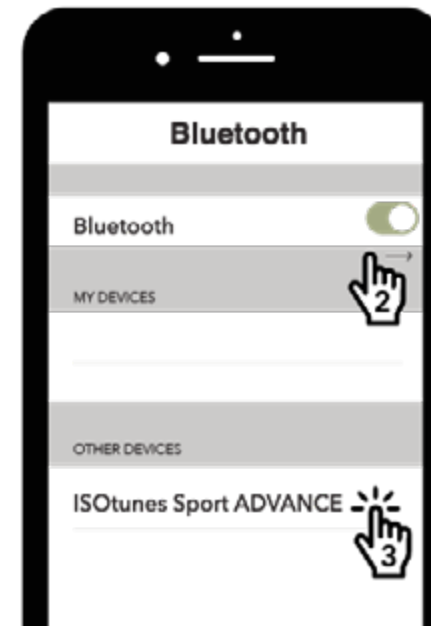 Bluetooth
Bluetooth
2
MY DEVICES
OTHER DEVICES
ISOtunes Sport ADVANCE
3